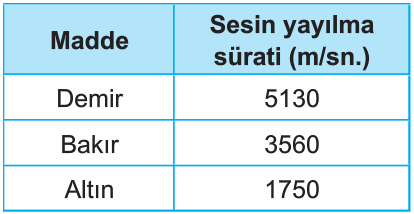 Madde
Sesin yayılma
sürati (m/sn.)
Demir 5130
Bakır 3560
Altın 1750